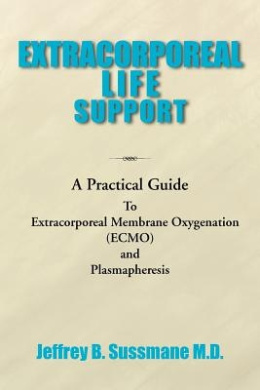 EXTRACORPOREAL
LIFE
SUPPORT
A Practical Guide
To
Extracorporeal Membrane Oxygenation
(ECMO)
and
Plasmapheresis
Jeffrey B. Sussmane M.D.